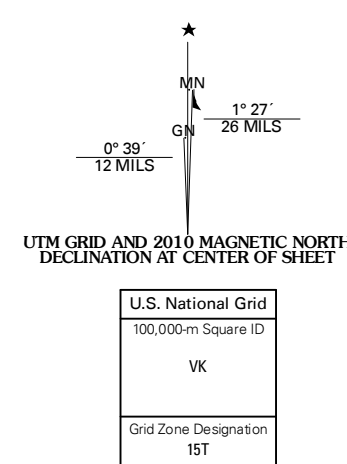 MN
GN
1° 27´
26 MILS
0° 39´
12 MILS
UTM GRID AND 2010 MAGNETIC NORTH
DECLINATION AT CENTER OF SHEET
U.S. National Grid
100,000-m Square ID
VK
Grid Zone Designation
15T